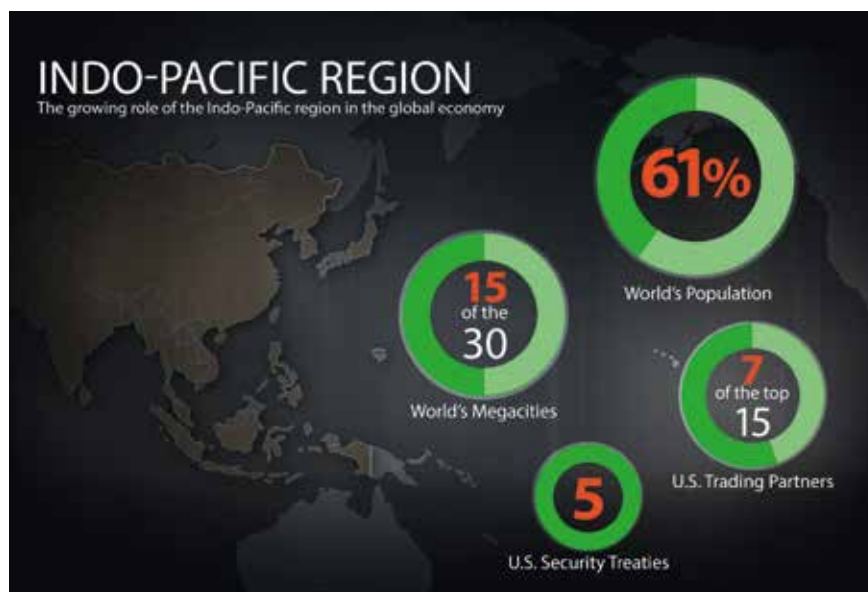 INDO-PACIFIC REGION
The growing role of the Indo-Pacific region in the global economy
61%
World's Population
15
of the
30
World's Megacities
7
of the top
15
U.S. Trading Partners
5
U.S. Security Treaties